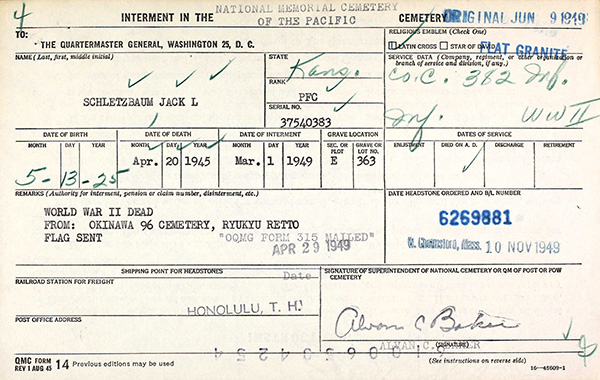 4
INTERMENT IN THE NATIONAL MEMORIAL CEMETERY OF THE PACIFIC CEMETERY ORIGINAL JUN 9 1949
TO:
THE QUARTERMASTER GENERAL, WASHINGTON 25, D. C.
RELIGIOUS EMBLEM (Check One)
LATIN CROSS STAR OF DAVID
FLAT GRANITE
NAME (Last, first, middle initial)
SCHLETZBAUM JACK L
STATE
Kans.
RANK
PFC
SERIAL NO.
37540383
SERVICE DATA (Company, regiment, or other organization or branch of service and division, if any).
Co. C. 382 Inf.
Inf. WW II
DATE OF BIRTH DATE OF DEATH DATE OF INTERMENT GRAVE LOCATION DATES OF SERVICE
MONTH DAY YEAR MONTH DAY YEAR MONTH DAY YEAR SEC. OR PLOT GRAVE OR LOT NO. ENLISTMENT DIED ON A. D. DISCHARGE RETIREMENT
5-13-25 Apr. 20 1945 Mar. 1 1949 E 363
REMARKS (Authority for interment, pension or claim number, disinterment, etc.)
WORLD WAR II DEAD
FROM: OKINAWA 96 CEMETERY, RYUKYU RETTO
FLAG SENT "OQMG FORM 315 MAILED"
APR 29 1949
DATE HEADSTONE ORDERED AND B/L NUMBER
6269881
W. Chelmsford, Mass. 10 NOV 1949
SHIPPING POINT FOR HEADSTONES
Date
RAILROAD STATION FOR FREIGHT
HONOLULU, T. H.
POST OFFICE ADDRESS
SIGNATURE OF SUPERINTENDENT OF NATIONAL CEMETERY OR QM OF POST OR POW CEMETERY
Alvan C Baker
ALVAN C. BAKER
(SIGNATURE)
QMC FORM
REV 1 AUG 45 14 Previous editions may be used
(See instructions on reverse side)
16—45609-1